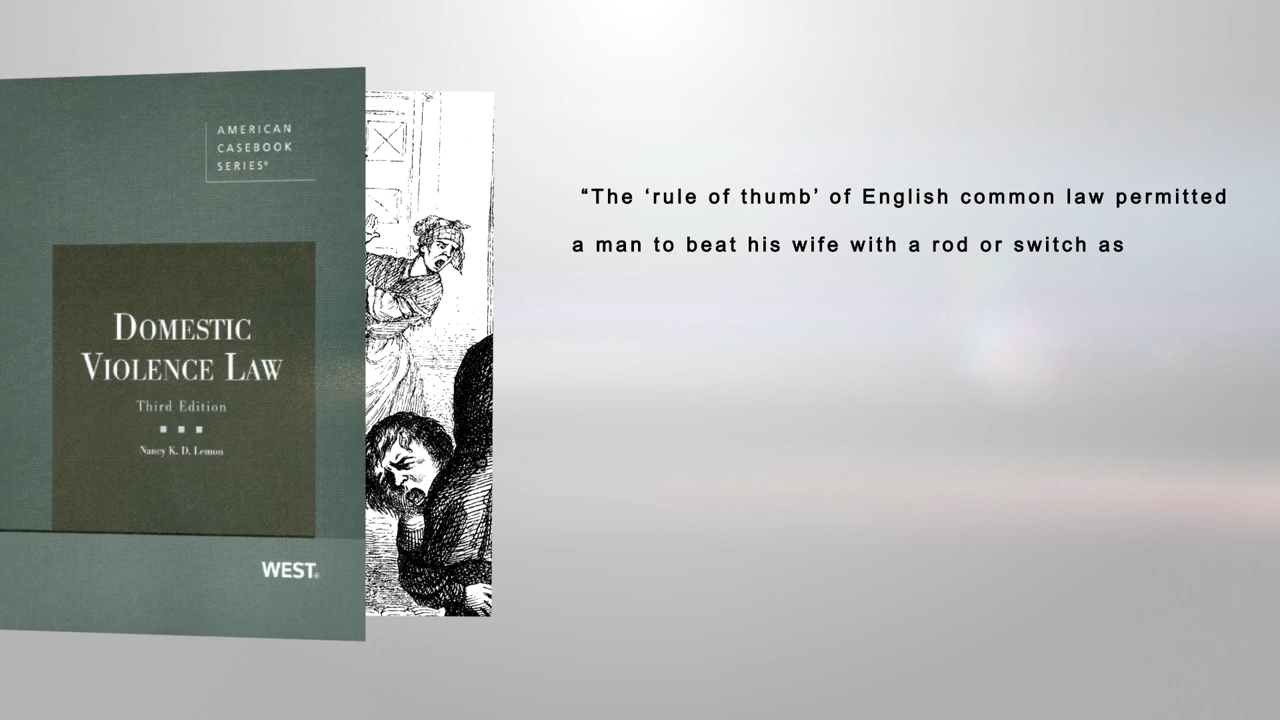 AMERICAN
CASEBOOK
SERIES®
DOMESTIC
VIOLENCE LAW
Third Edition
Nancy K. D. Lemon
WEST®
“The ‘rule of thumb’ of English common law permitted
a man to beat his wife with a rod or switch as